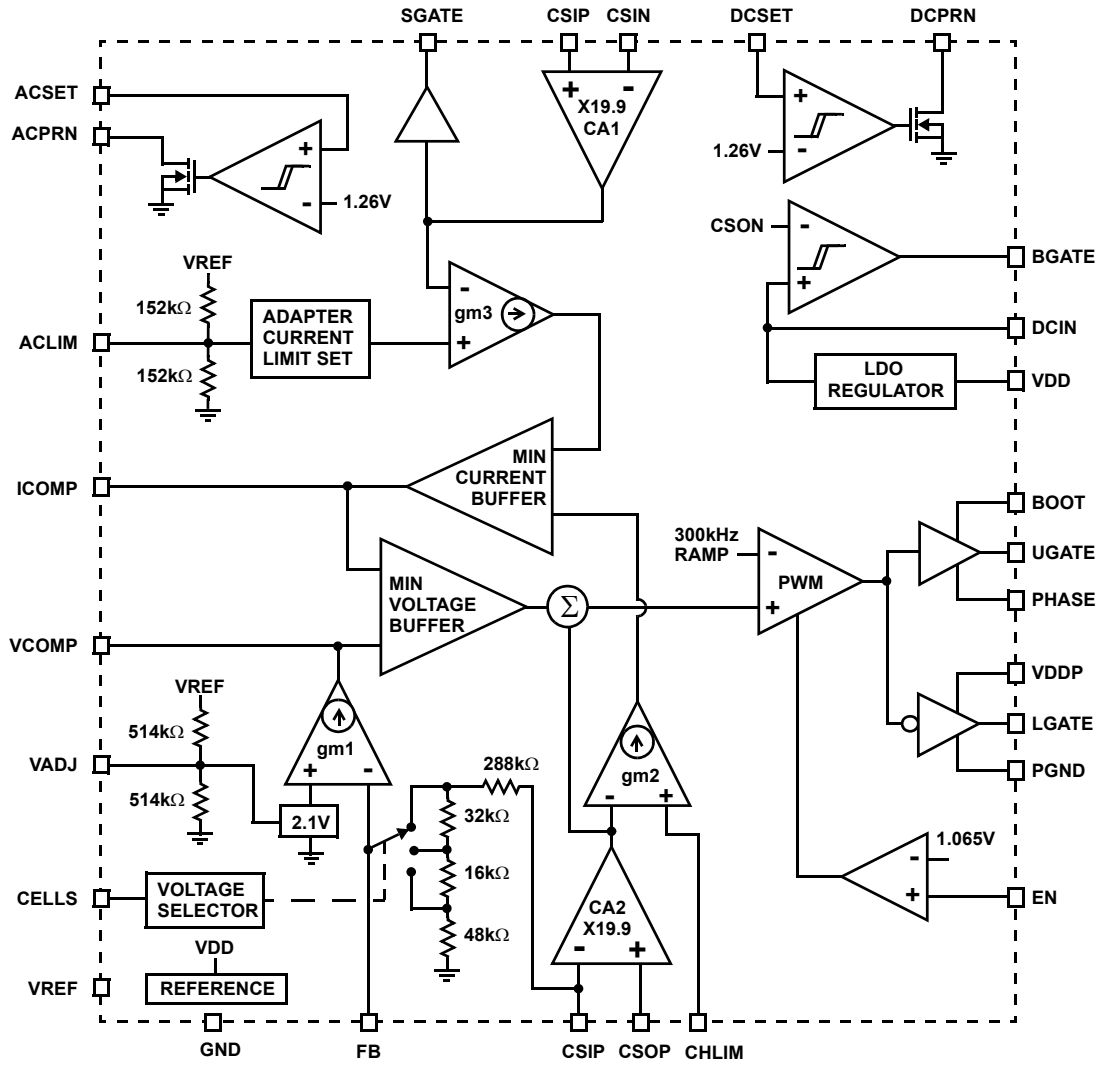 SGATE
CSIP
CSIN
DCSET
DCPRN
ACSET
ACPRN
+
-
1.26V
+
-
X19.9
CA1
+
-
1.26V
CSON
-
+
BGATE
DCIN
LDO
REGULATOR
VDD
VREF
152kΩ
152kΩ
ACLIM
ADAPTER
CURRENT
LIMIT SET
-
gm3
+
MIN
CURRENT
BUFFER
ICOMP
MIN
VOLTAGE
BUFFER
Σ
300kHz
RAMP
-
PWM
+
BOOT
UGATE
PHASE
VDDP
LGATE
PGND
VCOMP
VREF
514kΩ
514kΩ
VADJ
gm1
+
-
2.1V
288kΩ
32kΩ
16kΩ
48kΩ
gm2
-
+
CA2
X19.9
-
+
1.065V
-
+
EN
CELLS
VOLTAGE
SELECTOR
VDD
REFERENCE
VREF
GND
FB
CSIP
CSOP
CHLIM